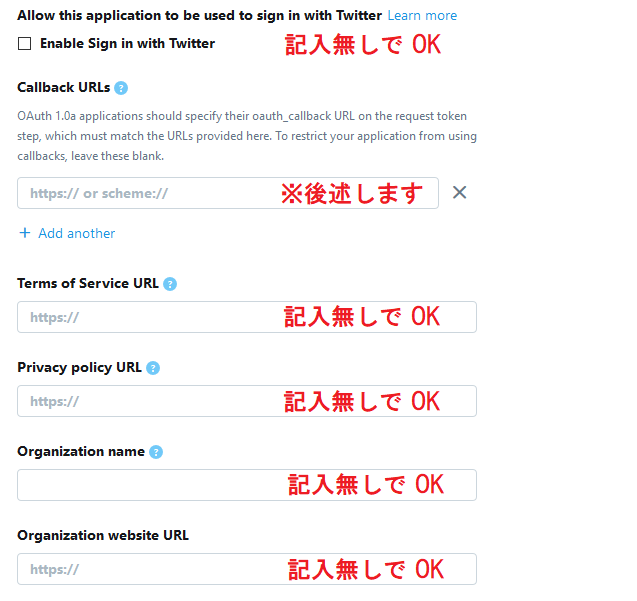 Allow this application to be used to sign in with Twitter Learn more
Enable Sign in with Twitter 記入無しで OK
Callback URLs ?
OAuth 1.0a applications should specify their oauth_callback URL on the request token
step, which must match the URLs provided here. To restrict your application from using
callbacks, leave these blank.
https:// or scheme:// ※後述します ×
+ Add another
Terms of Service URL ?
https:// 記入無しで OK
Privacy policy URL ?
https:// 記入無しで OK
Organization name ?
記入無しで OK
Organization website URL
https:// 記入無しで OK